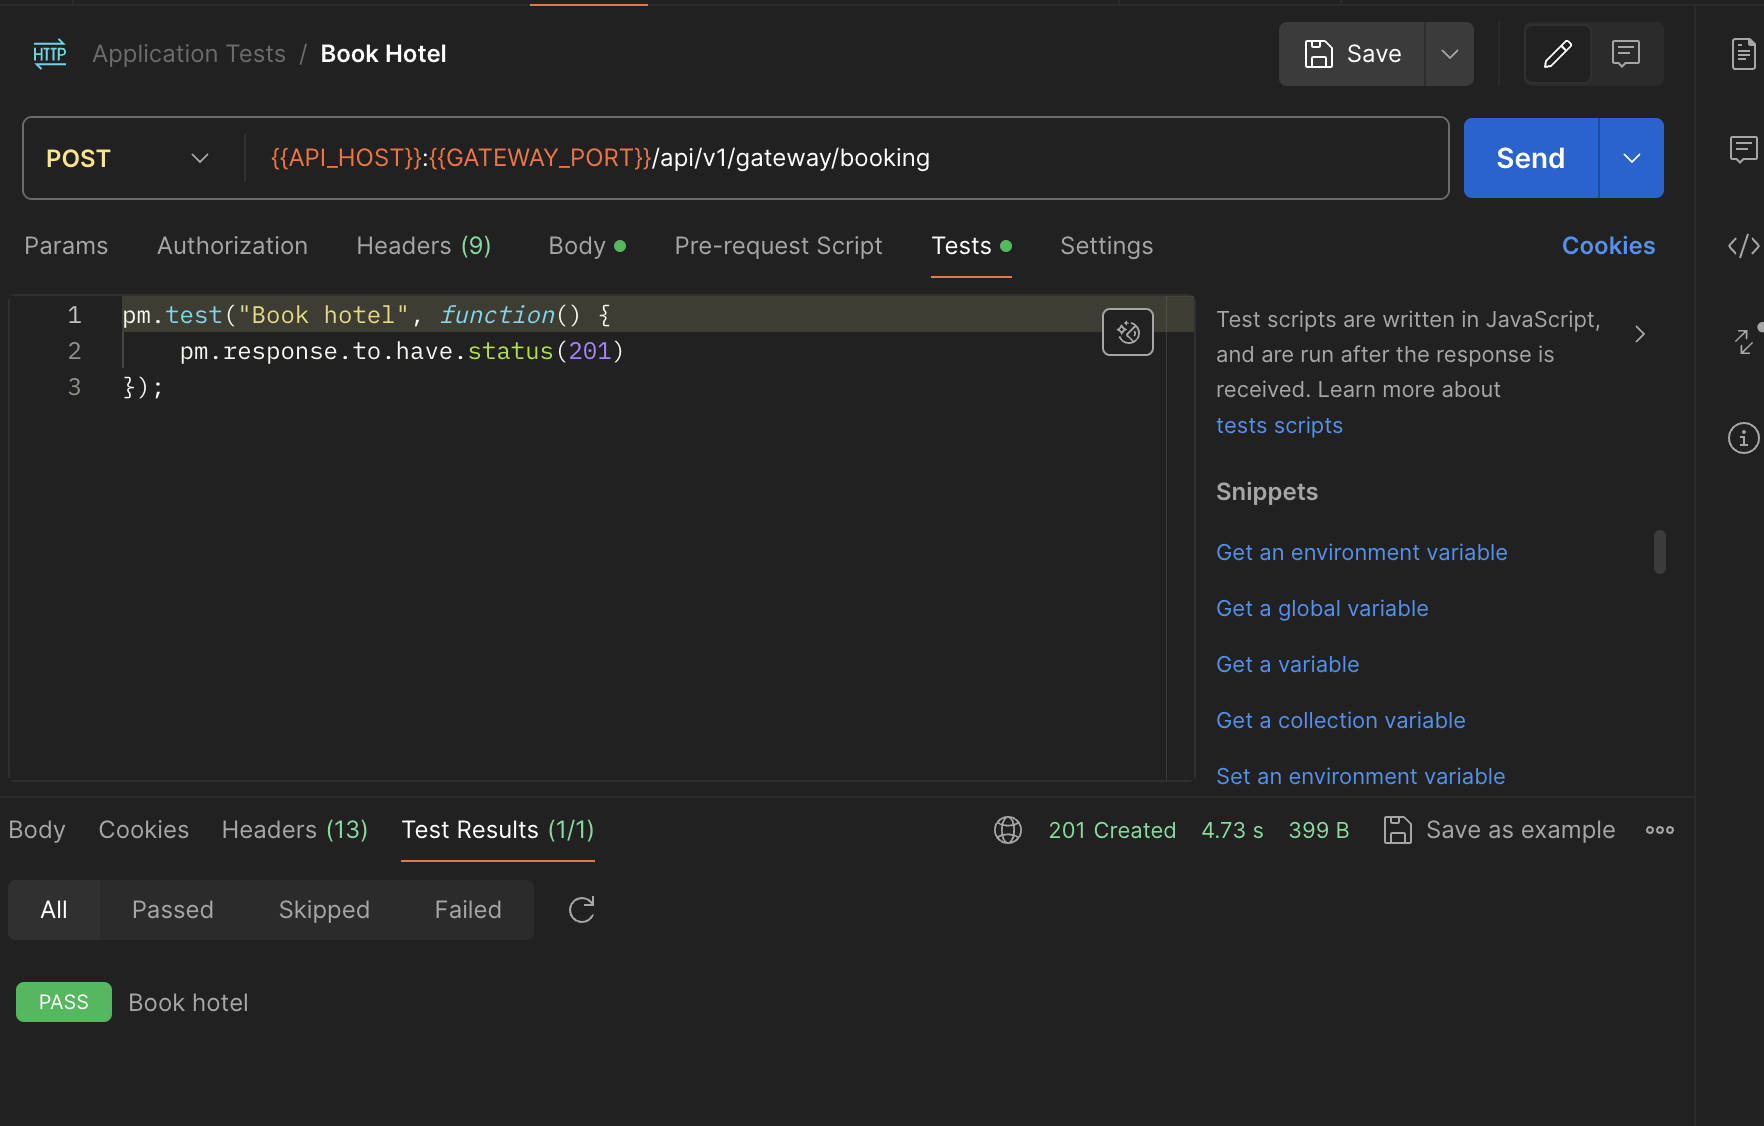 HTTP Application Tests / Book Hotel
Save
POST
{{API_HOST}}:{{GATEWAY_PORT}}/api/v1/gateway/booking
Send
Params Authorization Headers (9) Body Pre-request Script Tests Settings Cookies
1 pm.test("Book hotel", function() {
2 pm.response.to.have.status(201)
3 });
Test scripts are written in JavaScript,
and are run after the response is
received. Learn more about
tests scripts
Snippets
Get an environment variable
Get a global variable
Get a variable
Get a collection variable
Set an environment variable
Body Cookies Headers (13) Test Results (1/1) 201 Created 4.73 s 399 B Save as example
All Passed Skipped Failed
PASS Book hotel